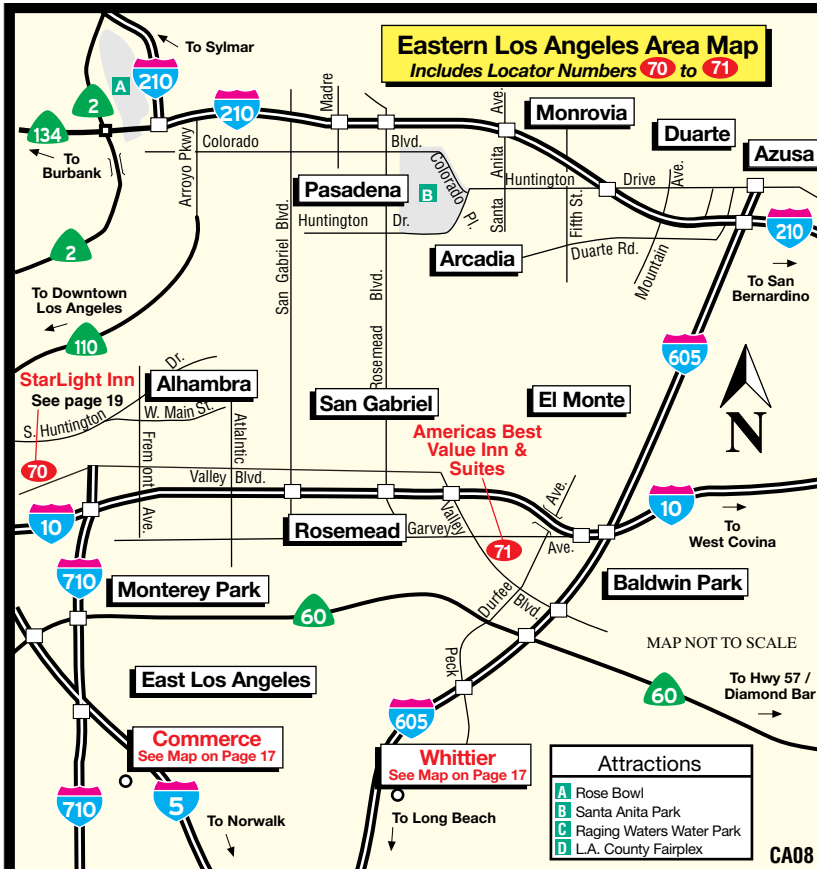 Eastern Los Angeles Area Map
Includes Locator Numbers 70 to 71
To Sylmar
A
210
2
134
To
Burbank
210
Madre
Ave.
Monrovia
Duarte
Azusa
Arroyo Pkwy
Colorado
Blvd.
Colorado Pl.
Santa Anita
Huntington
Drive
Ave.
Pasadena
B
Huntington
Dr.
San Gabriel Blvd.
Fifth St.
Duarte Rd.
Mountain
Arcadia
210
To San
Bernardino
2
To Downtown
Los Angeles
110
Rosemead
Blvd.
605
N
StarLight Inn
See page 19
Dr.
S. Huntington
W. Main St.
Alhambra
70
Fremont
Ave.
Atlalntic
San Gabriel
El Monte
Americas Best
Value Inn &
Suites
Valley
Blvd.
Ave.
10
10
To
West Covina
Rosemead
Garvey
Valley
71
Ave.
710
Monterey Park
Durfee
Blvd.
Baldwin Park
60
MAP NOT TO SCALE
Peck
East Los Angeles
60
To Hwy 57 /
Diamond Bar
605
Commerce
See Map on Page 17
Whittier
See Map on Page 17
710
5
To Norwalk
To Long Beach
Attractions
A Rose Bowl
B Santa Anita Park
C Raging Waters Water Park
D L.A. County Fairplex
CA08